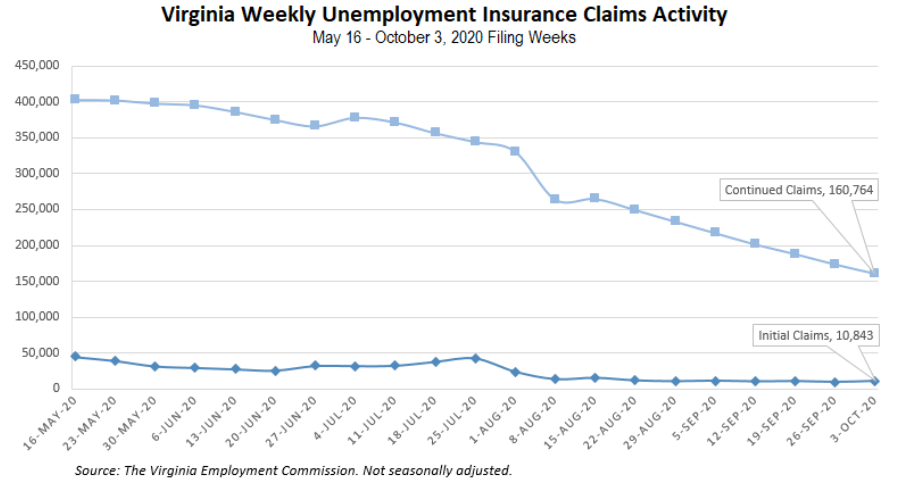 Virginia Weekly Unemployment Insurance Claims Activity
May 16 - October 3, 2020 Filing Weeks
450,000
400,000
350,000
300,000
250,000
200,000
150,000
100,000
50,000
0
Continued Claims, 160,764
Initial Claims, 10,843
16-MAY-20
23-MAY-20
30-MAY-20
6-JUN-20
13-JUN-20
20-JUN-20
27-JUN-20
4-JUL-20
11-JUL-20
18-JUL-20
25-JUL-20
1-AUG-20
8-AUG-20
15-AUG-20
22-AUG-20
29-AUG-20
5-SEP-20
12-SEP-20
19-SEP-20
26-SEP-20
3-OCT-20
Source: The Virginia Employment Commission. Not seasonally adjusted.